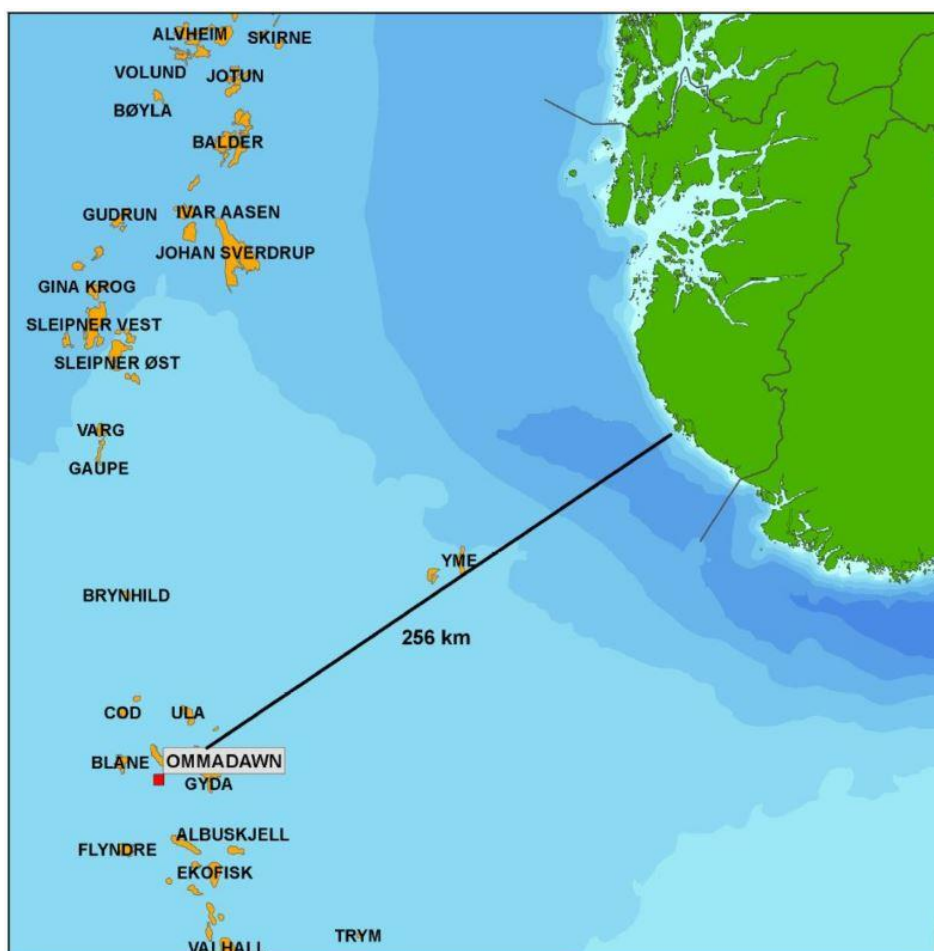 ALVHEIM
SKIRNE
VOLUND
JOTUN
BØYLA
BALDER
GUDRUN
IVAR AASEN
JOHAN SVERDRUP
GINA KROG
SLEIPNER VEST
SLEIPNER ØST
VARG
GAUPE
YME
BRYNHILD
256 km
COD
ULA
BLANE
OMMADAWN
GYDA
ALBUSKJELL
FLYNDRE
EKOFISK
TRYM
VALHALL